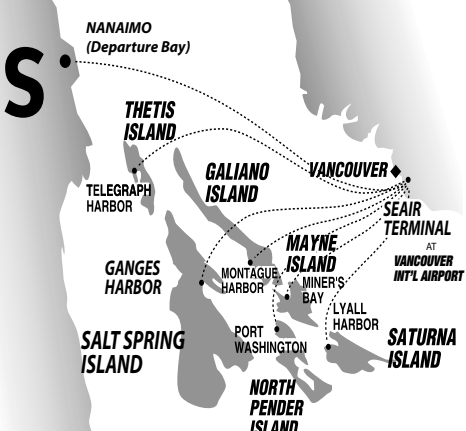 NANAIMO
(Departure Bay)
S
THETIS
ISLAND
GALIANO
ISLAND
VANCOUVER
TELEGRAPH
HARBOR
SEAIR
TERMINAL
AT
VANCOUVER
INT'L AIRPORT
MAYNE
ISLAND
GANGES
HARBOR
MONTAGUE
HARBOR
MINER'S
BAY
LYALL
HARBOR
PORT
WASHINGTON
SALT SPRING
ISLAND
SATURNA
ISLAND
NORTH
PENDER
ISLAND